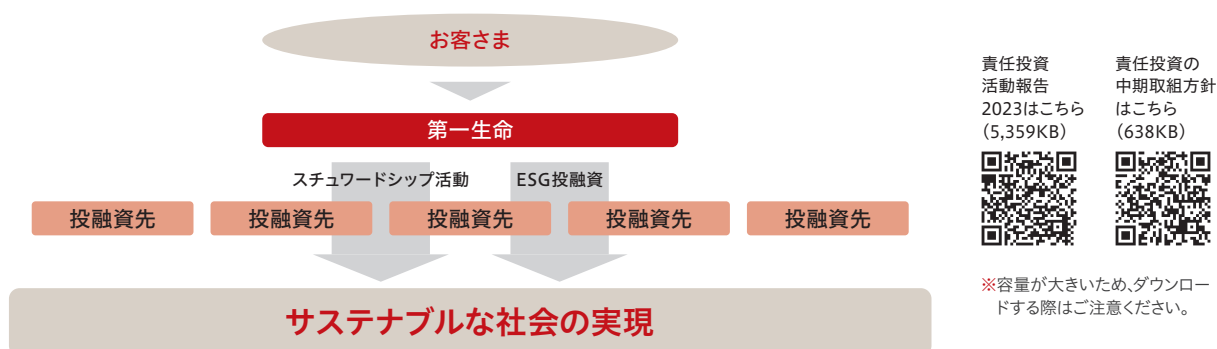 お客さま
第一生命
スチュワードシップ活動 ESG投融資
投融資先 投融資先 投融資先 投融資先 投融資先
サステナブルな社会の実現
責任投資
活動報告
2023はこちら
(5,359KB)
責任投資の
中期取組方針
はこちら
(638KB)
※容量が大きいため、ダウンロー
ドする際はご注意ください。